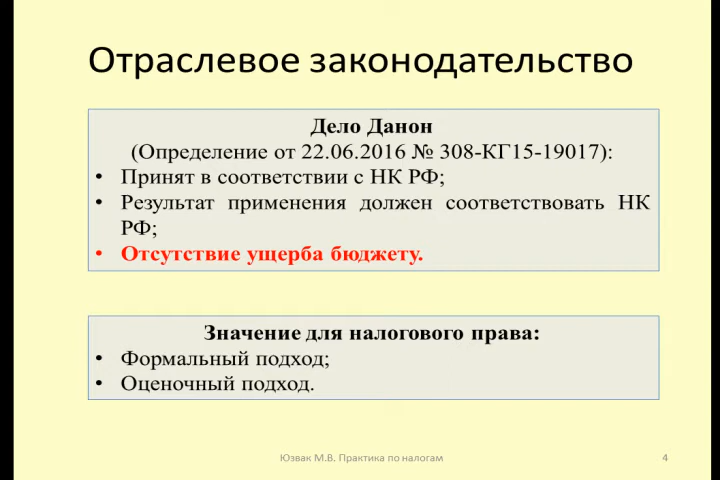 Отраслевое законодательство
Дело Данон
(Определение от 22.06.2016 № 308-КГ15-19017):
• Принят в соответствии с НК РФ;
• Результат применения должен соответствовать НК
РФ;
• Отсутствие ущерба бюджету.
Значение для налогового права:
• Формальный подход;
• Оценочный подход.
Юзвак М.В. Практика по налогам
4